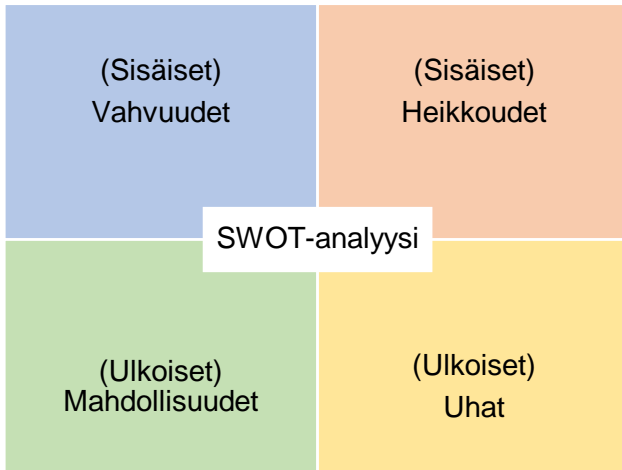 (Sisäiset)
Vahvuudet
(Sisäiset)
Heikkoudet
SWOT-analyysi
(Ulkoiset)
Mahdollisuudet
(Ulkoiset)
Uhat